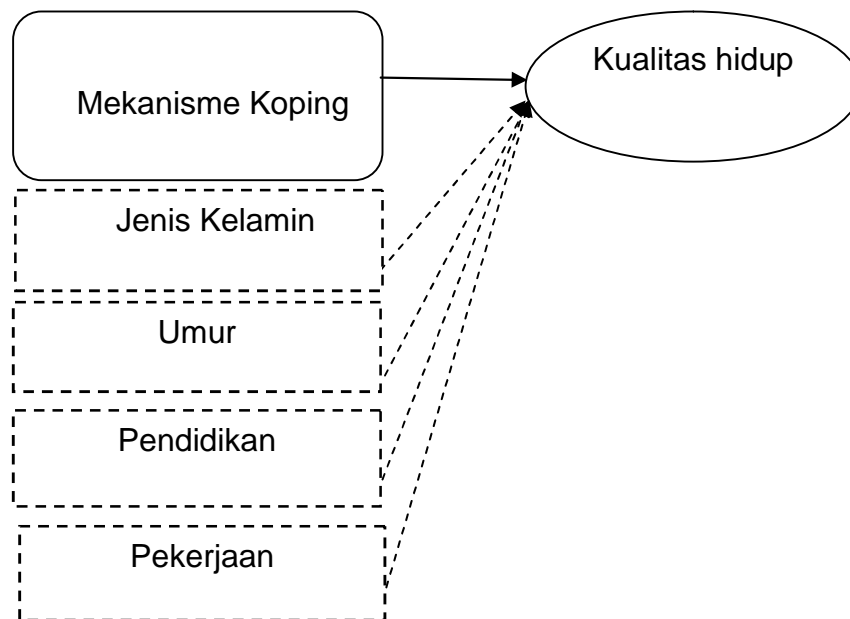 Kualitas hidup
Mekanisme Koping
Jenis Kelamin
Umur
Pendidikan
Pekerjaan